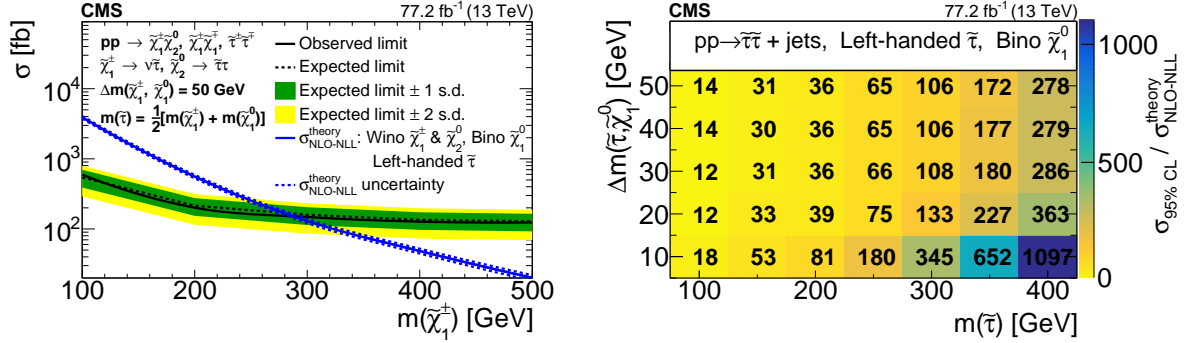 CMS 77.2 fb⁻¹ (13 TeV)
σ [fb]
pp → χ̃₁±χ̃₂⁰, χ̃₁±χ̃₁∓, τ̃±τ̃∓
χ̃₁± → ντ̃, χ̃₂⁰ → τ̃τ
Δm(χ̃₁±, χ̃₁⁰) = 50 GeV
m(τ̃) = ½[m(χ̃₁±) + m(χ̃₁⁰)]
Observed limit
Expected limit
Expected limit ± 1 s.d.
Expected limit ± 2 s.d.
σ^theory_NLO-NLL: Wino χ̃₁± & χ̃₂⁰, Bino χ̃₁⁰
Left-handed τ̃
σ^theory_NLO-NLL uncertainty
10⁴
10³
10²
100 200 300 400 500
m(χ̃₁±) [GeV]
CMS 77.2 fb⁻¹ (13 TeV)
pp→τ̃τ̃ + jets, Left-handed τ̃, Bino χ̃₁⁰
Δm(τ̃,χ̃₁⁰) [GeV]
50 14 31 36 65 106 172 278
40 14 30 36 65 106 177 279
30 12 31 36 66 108 180 286
20 12 33 39 75 133 227 363
10 18 53 81 180 345 652 1097
100 200 300 400
m(τ̃) [GeV]
1000
500
0
σ_95% CL / σ^theory_NLO-NLL